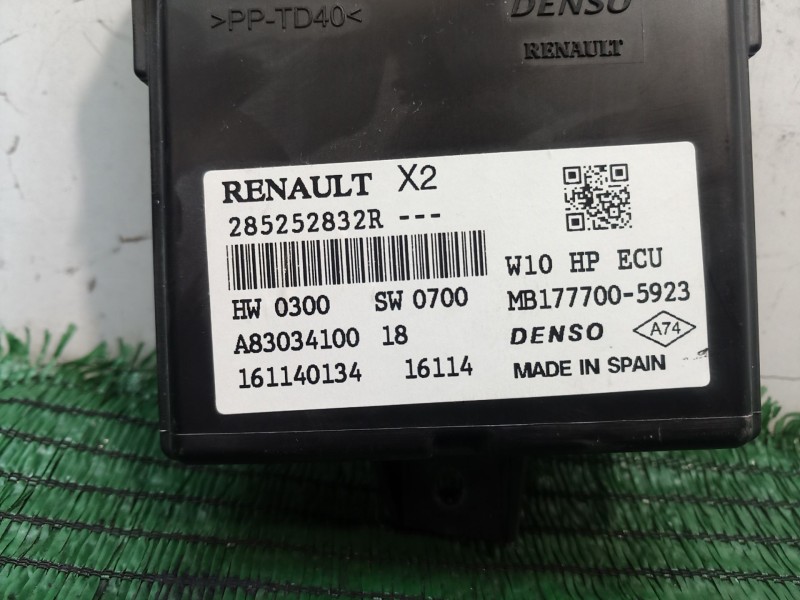 >PP-TD40<
DENSO
RENAULT
RENAULT X2
285252832R ---
W10 HP ECU
HW 0300 SW 0700 MB177700-5923
A83034100 18 DENSO A74
161140134 16114 MADE IN SPAIN